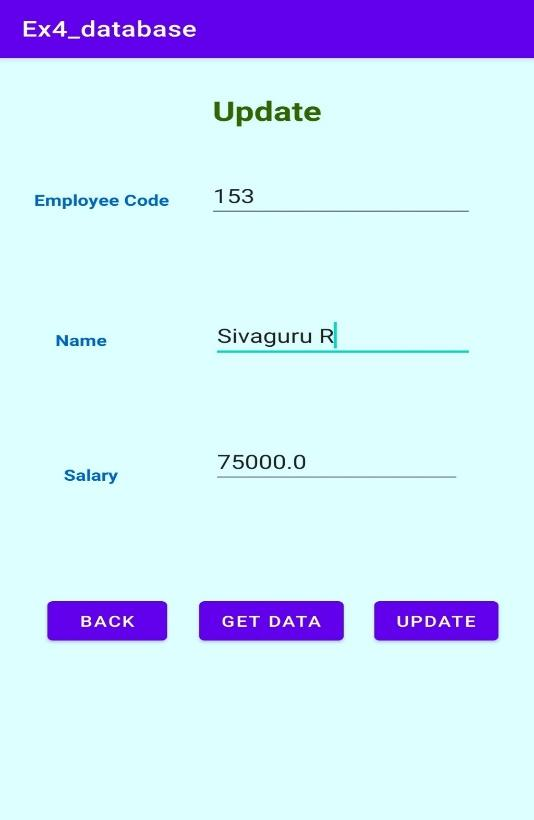 Ex4_database
Update
Employee Code 153
Name Sivaguru R
Salary 75000.0
BACK GET DATA UPDATE